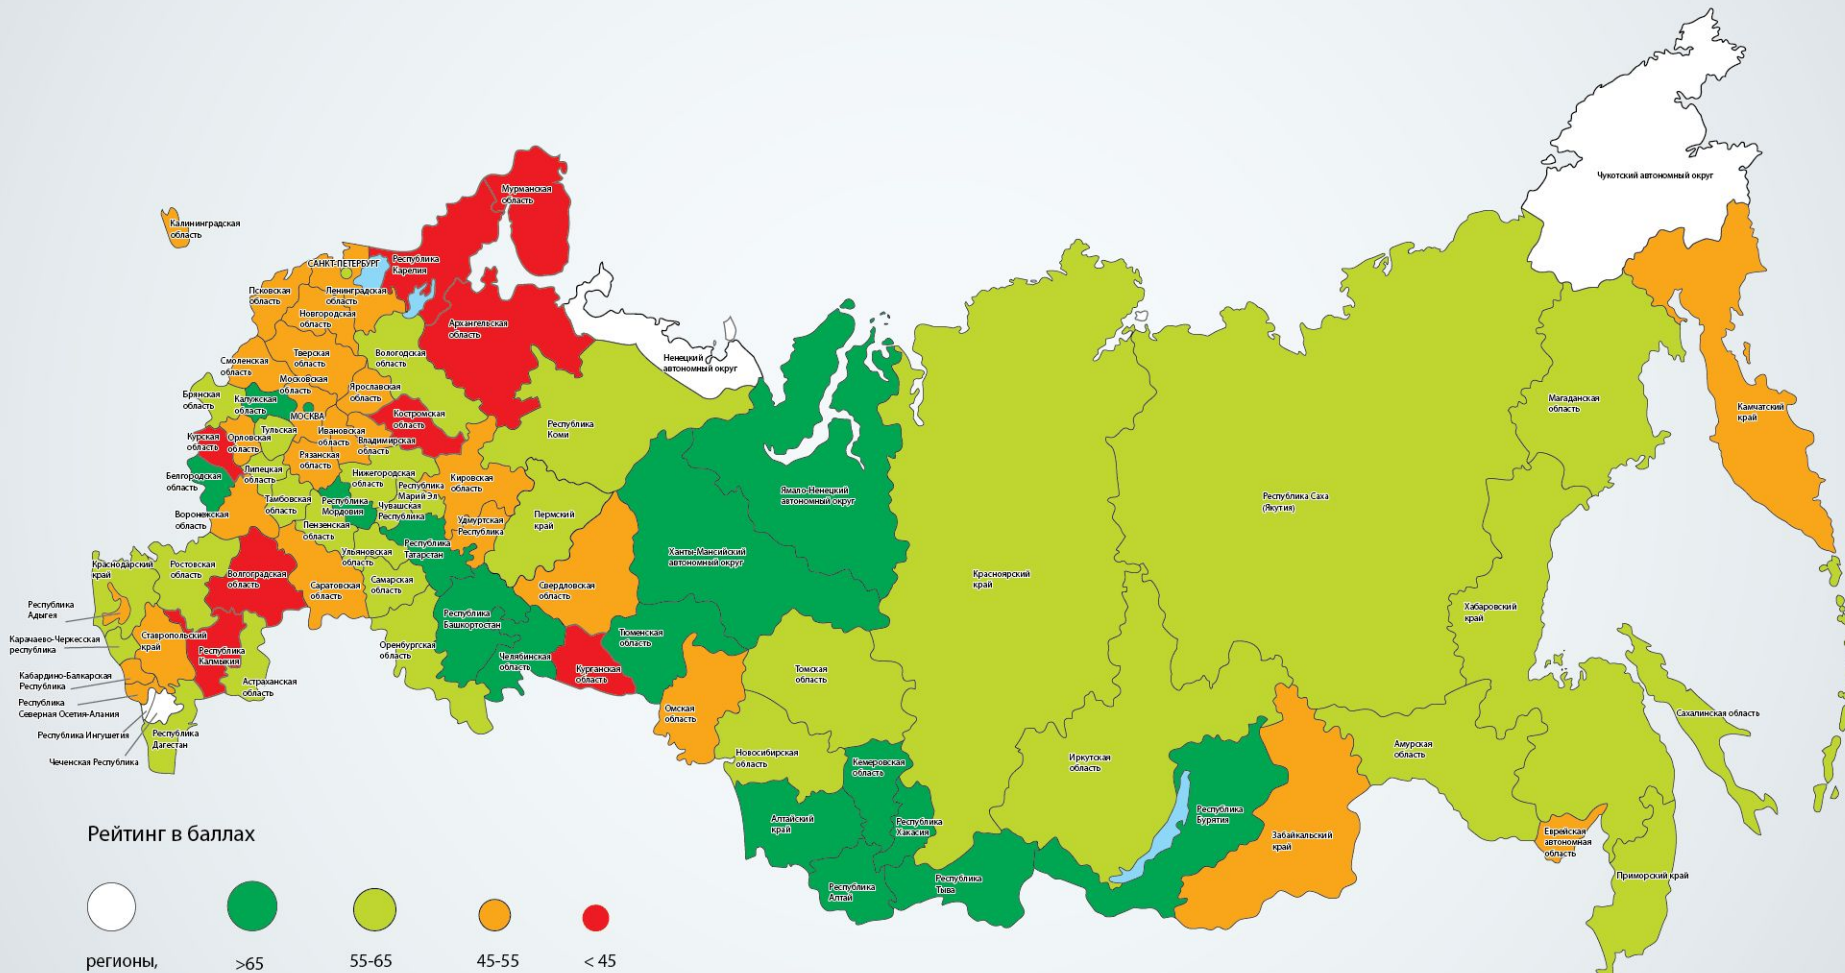 Чукотский автономный округ
Мурманская
область
Калининградская
область
САНКТ-ПЕТЕРБУРГ
Республика
Карелия
Псковская
область
Ленинградская
область
Новгородская
область
Архангельская
область
Ненецкий
автономный округ
Смоленская
область
Тверская
область
Вологодская
область
Московская
область
Ярославская
область
Брянская
область
Калужская
область
МОСКВА
Костромская
область
Республика
Коми
Магаданская
область
Камчатский
край
Курская
область
Орловская
область
Тульская
Ивановская
область
Владимирская
область
Рязанская
область
Белгородская
область
Липецкая
область
Нижегородская
область
Республика
Марий Эл
Кировская
область
Ямало-Ненецкий
автономный округ
Республика Саха
(Якутия)
Тамбовская
область
Республика
Мордовия
Чувашская
Республика
Воронежская
область
Пензенская
область
Удмуртская
Республика
Пермский
край
Республика
Татарстан
Ульяновская
область
Ханты-Мансийский
автономный округ
Краснодарский
край
Ростовская
область
Волгоградская
область
Саратовская
область
Самарская
область
Свердловская
область
Красноярский
край
Хабаровский
край
Республика
Адыгея
Республика
Башкортостан
Карачаево-Черкесская
республика
Ставропольский
край
Республика
Калмыкия
Оренбургская
область
Челябинская
область
Тюменская
область
Курганская
область
Томская
область
Кабардино-Балкарская
Республика
Астраханская
область
Республика
Северная Осетия-Алания
Омская
область
Сахалинская область
Республика Ингушетия
Республика
Дагестан
Чеченская Республика
Новосибирская
область
Кемеровская
область
Иркутская
область
Амурская
область
Алтайский
край
Республика
Хакасия
Республика
Бурятия
Забайкальский
край
Еврейская
автономная
область
Республика
Алтай
Республика
Тыва
Приморский край
Рейтинг в баллах
регионы,
>65
55-65
45-55
< 45